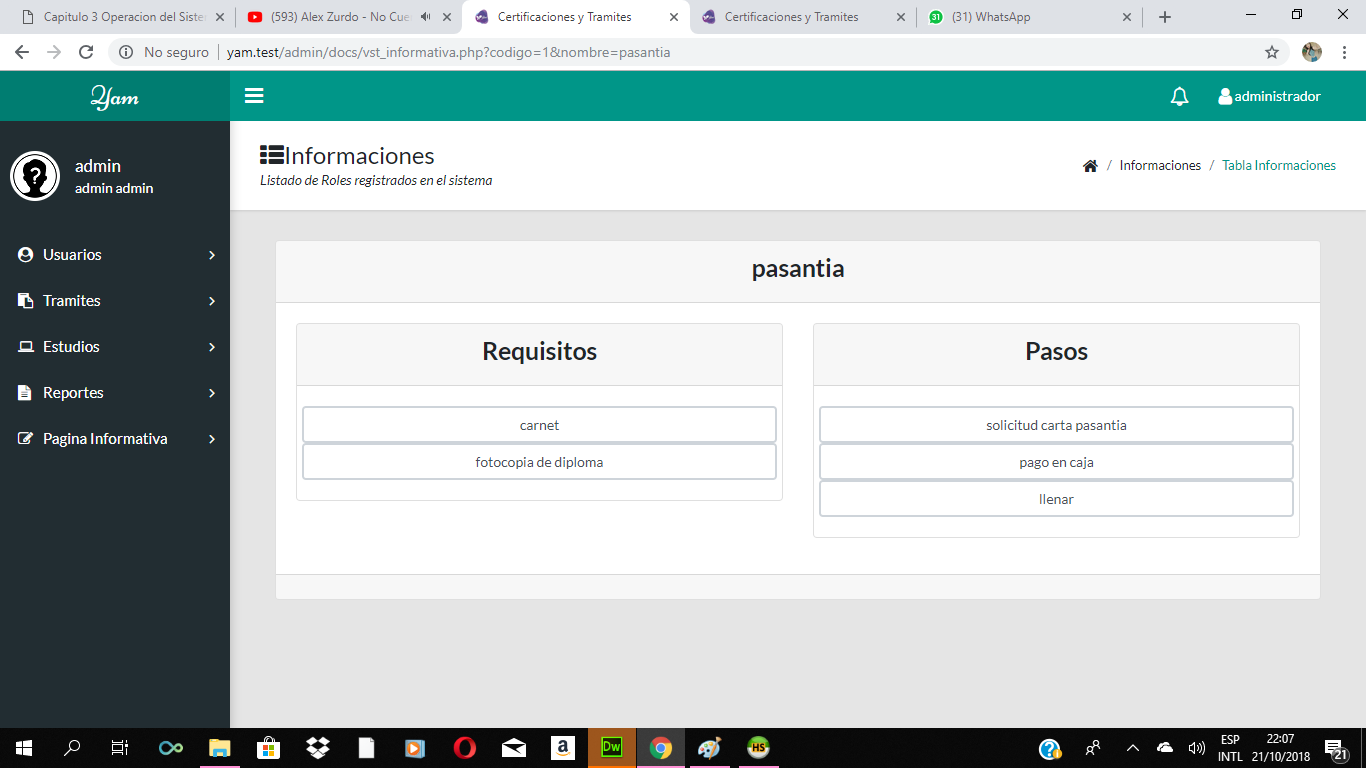 Capitulo 3 Operacion del Siste
(593) Alex Zurdo - No Cue
Certificaciones y Tramites
Certificaciones y Tramites
31
(31) WhatsApp
No seguro
yam.test/admin/docs/vst_informativa.php?codigo=1&nombre=pasantia
Yam
administrador
admin
admin admin
Informaciones
Listado de Roles registrados en el sistema
/ Informaciones / Tabla Informaciones
Usuarios
Tramites
Estudios
Reportes
Pagina Informativa
pasantia
Requisitos
carnet
fotocopia de diploma
Pasos
solicitud carta pasantia
pago en caja
llenar
a
Dw
HS
ESP
INTL
22:07
21/10/2018
21